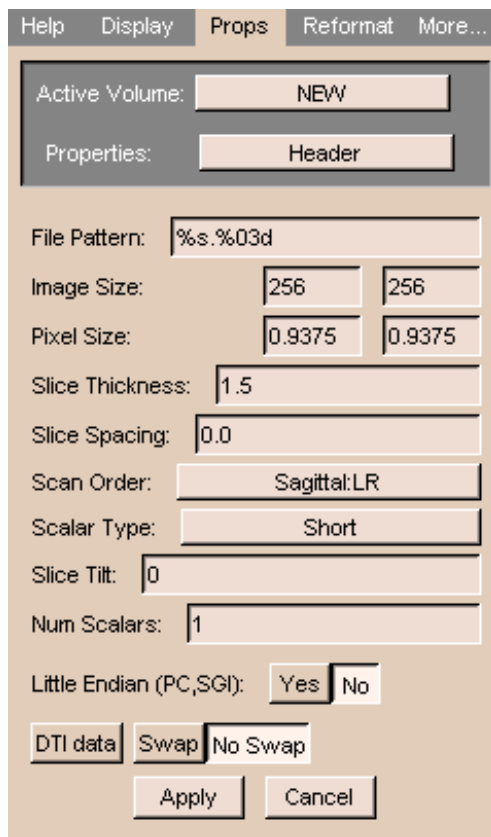 Help Display Props Reformat More...
Active Volume: NEW
Properties: Header
File Pattern: %s.%03d
Image Size: 256 256
Pixel Size: 0.9375 0.9375
Slice Thickness: 1.5
Slice Spacing: 0.0
Scan Order: Sagittal:LR
Scalar Type: Short
Slice Tilt: 0
Num Scalars: 1
Little Endian (PC,SGI): Yes No
DTI data Swap No Swap
Apply Cancel